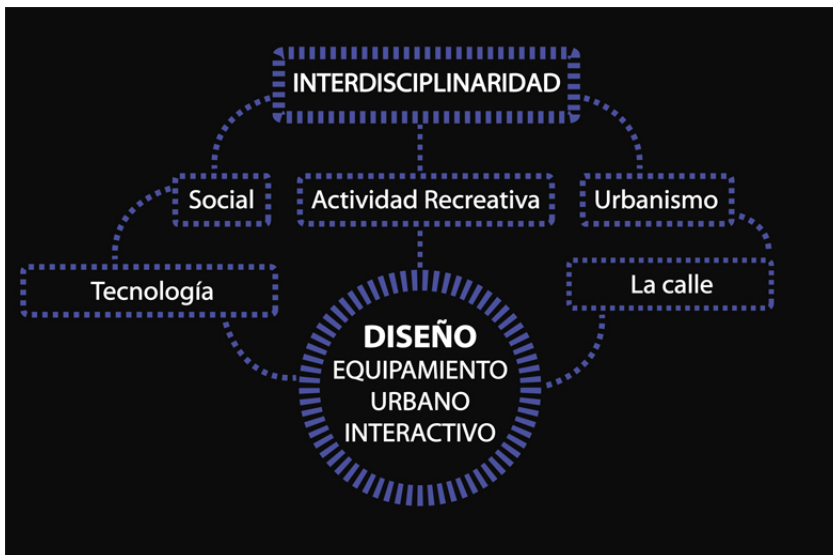 INTERDISCIPLINARIDAD
Social
Actividad Recreativa
Urbanismo
Tecnología
La calle
DISEÑO
EQUIPAMIENTO
URBANO
INTERACTIVO